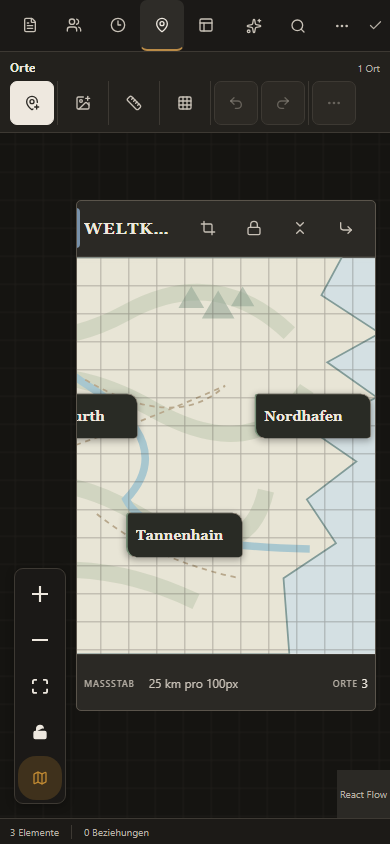 Orte
1 Ort
WELTK...
urth
Nordhafen
Tannenhain
MASSSTAB 25 km pro 100px ORTE 3
React Flow
3 Elemente 0 Beziehungen